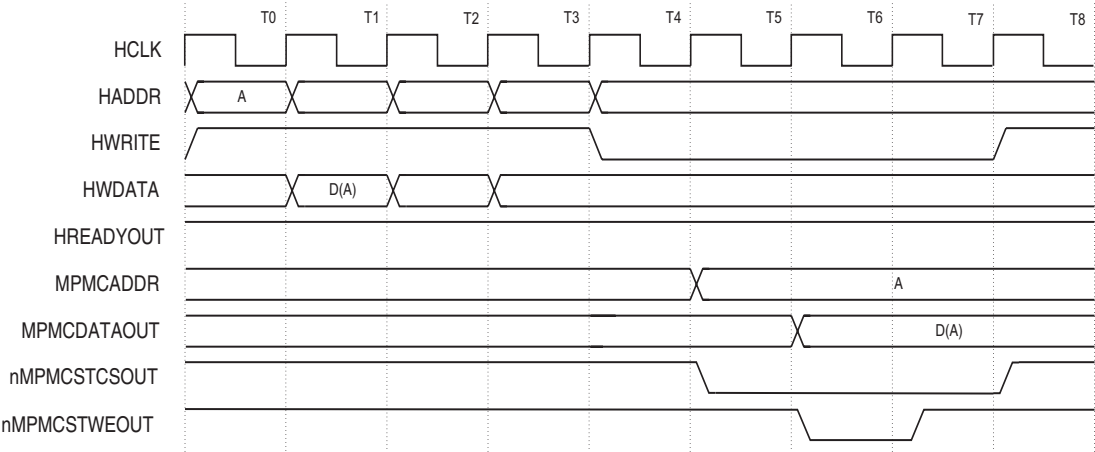 T0 T1 T2 T3 T4 T5 T6 T7 T8
HCLK
HADDR A
HWRITE
HWDATA D(A)
HREADYOUT
MPMCADDR A
MPMCDATAOUT D(A)
nMPMCSTCSOUT
nMPMCSTWEOUT